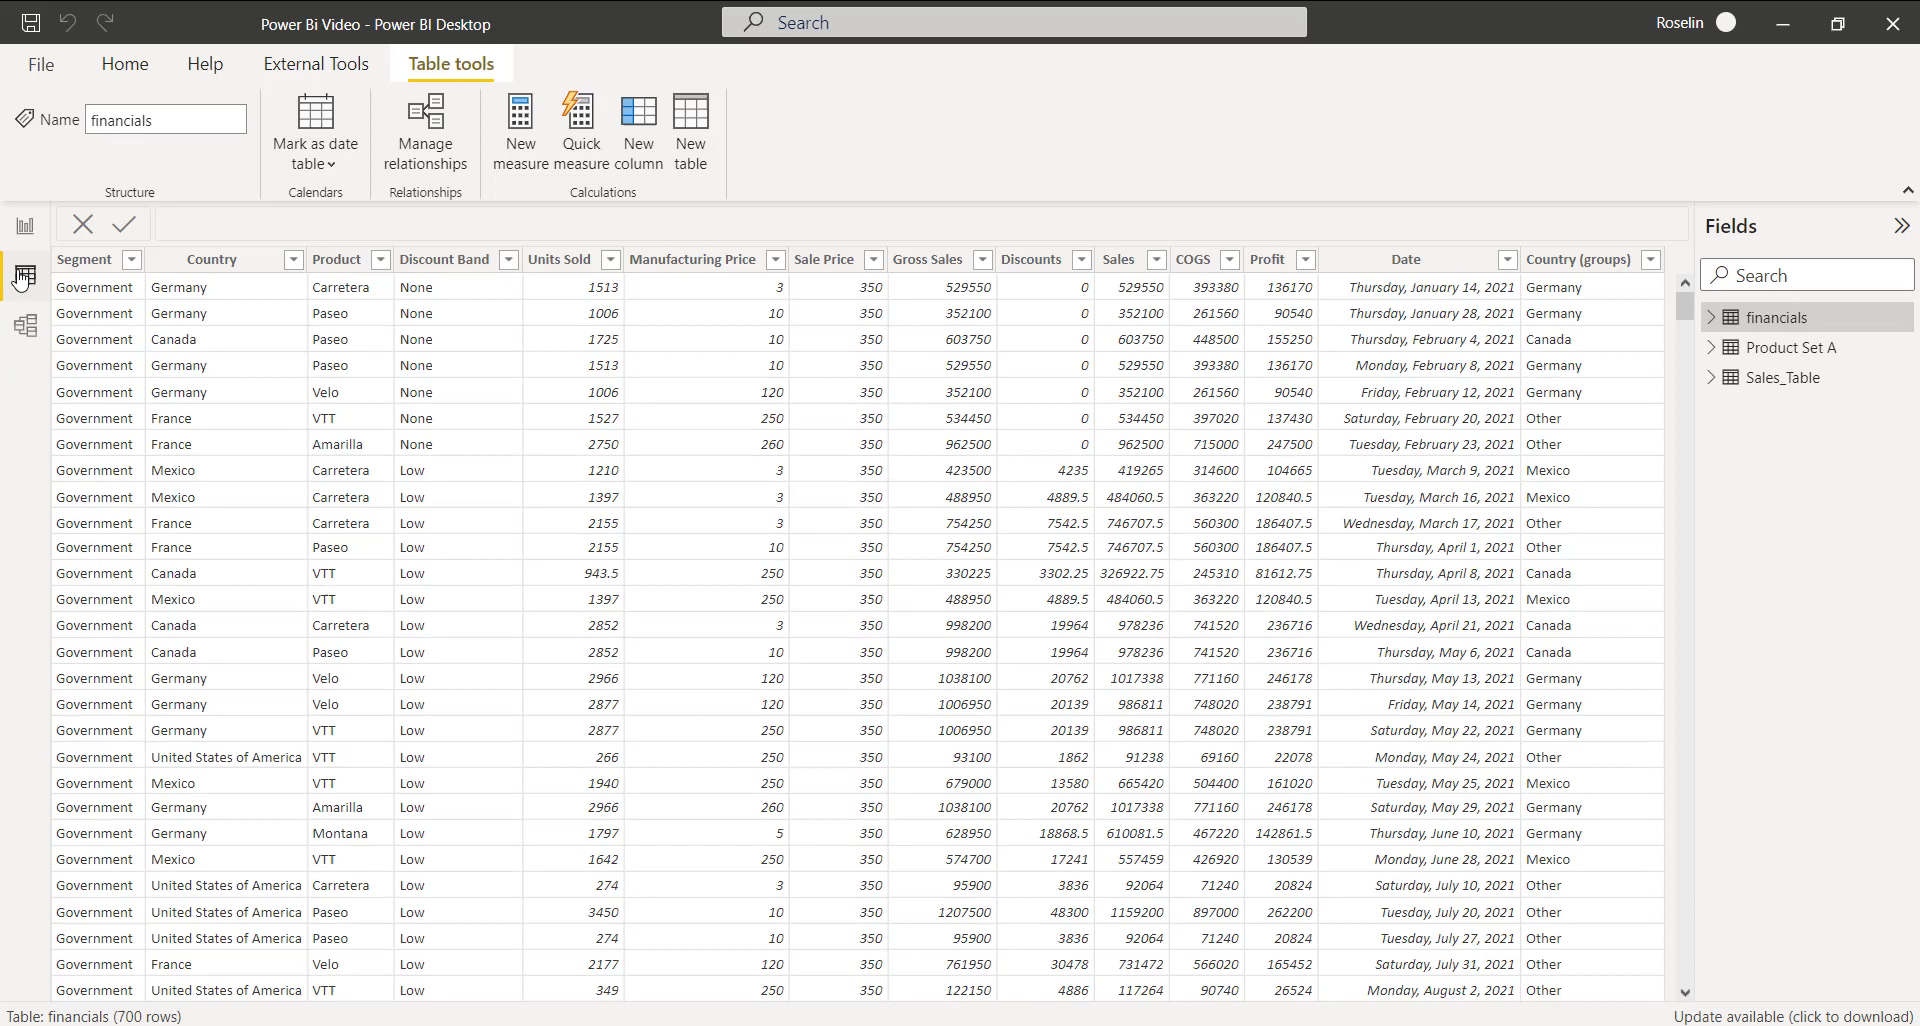 Power Bi Video - Power BI Desktop
Search
Roselin
File Home Help External Tools Table tools
Name financials
Mark as date table
Manage relationships
New measure
Quick measure
New column
New table
Structure Calendars Relationships Calculations
Fields
Search
financials
Product Set A
Sales_Table
Segment Country Product Discount Band Units Sold Manufacturing Price Sale Price Gross Sales Discounts Sales COGS Profit Date Country (groups)
Government Germany Carretera None 1513 3 350 529550 0 529550 393380 136170 Thursday, January 14, 2021 Germany
Government Germany Paseo None 1006 10 350 352100 0 352100 261560 90540 Thursday, January 28, 2021 Germany
Government Canada Paseo None 1725 10 350 603750 0 603750 448500 155250 Thursday, February 4, 2021 Canada
Government Germany Paseo None 1513 10 350 529550 0 529550 393380 136170 Monday, February 8, 2021 Germany
Government Germany Velo None 1006 120 350 352100 0 352100 261560 90540 Friday, February 12, 2021 Germany
Government France VTT None 1527 250 350 534450 0 534450 397020 137430 Saturday, February 20, 2021 Other
Government France Amarilla None 2750 260 350 962500 0 962500 715000 247500 Tuesday, February 23, 2021 Other
Government Mexico Carretera Low 1210 3 350 423500 4235 419265 314600 104665 Tuesday, March 9, 2021 Mexico
Government Mexico Carretera Low 1397 3 350 488950 4889.5 484060.5 363220 120840.5 Tuesday, March 16, 2021 Mexico
Government France Carretera Low 2155 3 350 754250 7542.5 746707.5 560300 186407.5 Wednesday, March 17, 2021 Other
Government France Paseo Low 2155 10 350 754250 7542.5 746707.5 560300 186407.5 Thursday, April 1, 2021 Other
Government Canada VTT Low 943.5 250 350 330225 3302.25 326922.75 245310 81612.75 Thursday, April 8, 2021 Canada
Government Mexico VTT Low 1397 250 350 488950 4889.5 484060.5 363220 120840.5 Tuesday, April 13, 2021 Mexico
Government Canada Carretera Low 2852 3 350 998200 19964 978236 741520 236716 Wednesday, April 21, 2021 Canada
Government Canada Paseo Low 2852 10 350 998200 19964 978236 741520 236716 Thursday, May 6, 2021 Canada
Government Germany Velo Low 2966 120 350 1038100 20762 1017338 771160 246178 Thursday, May 13, 2021 Germany
Government Germany Velo Low 2877 120 350 1006950 20139 986811 748020 238791 Friday, May 14, 2021 Germany
Government Germany VTT Low 2877 250 350 1006950 20139 986811 748020 238791 Saturday, May 22, 2021 Germany
Government United States of America VTT Low 266 250 350 93100 1862 91238 69160 22078 Monday, May 24, 2021 Other
Government Mexico VTT Low 1940 250 350 679000 13580 665420 504400 161020 Tuesday, May 25, 2021 Mexico
Government Germany Amarilla Low 2966 260 350 1038100 20762 1017338 771160 246178 Saturday, May 29, 2021 Germany
Government Germany Montana Low 1797 5 350 628950 18868.5 610081.5 467220 142861.5 Thursday, June 10, 2021 Germany
Government Mexico VTT Low 1642 250 350 574700 17241 557459 426920 130539 Monday, June 28, 2021 Mexico
Government United States of America Carretera Low 274 3 350 95900 3836 92064 71240 20824 Saturday, July 10, 2021 Other
Government United States of America Paseo Low 3450 10 350 1207500 48300 1159200 897000 262200 Tuesday, July 20, 2021 Other
Government United States of America Paseo Low 274 10 350 95900 3836 92064 71240 20824 Tuesday, July 27, 2021 Other
Government France Velo Low 2177 120 350 761950 30478 731472 566020 165452 Saturday, July 31, 2021 Other
Government United States of America VTT Low 349 250 350 122150 4886 117264 90740 26524 Monday, August 2, 2021 Other
Table: financials (700 rows)
Update available (click to download)